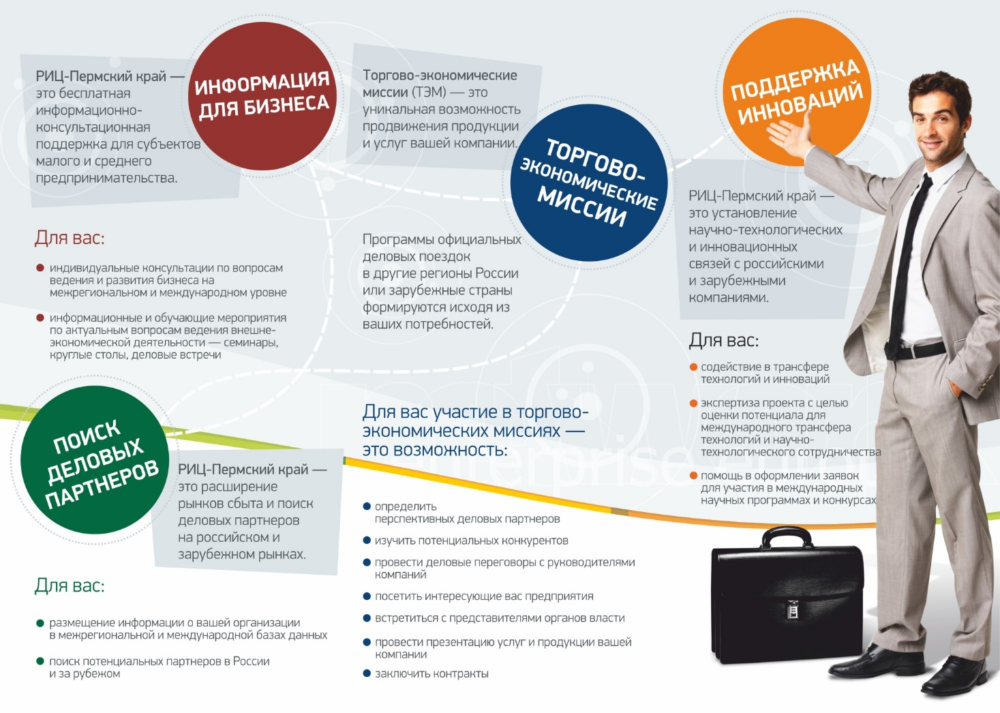 ИНФОРМАЦИЯ
ДЛЯ БИЗНЕСА
РИЦ-Пермский край —
это бесплатная
информационно-
консультационная
поддержка для субъектов
малого и среднего
предпринимательства.
Для вас:
индивидуальные консультации по вопросам
ведения и развития бизнеса на
межрегиональном и международном уровне
информационные и обучающие мероприятия
по актуальным вопросам ведения внешне-
экономической деятельности — семинары,
круглые столы, деловые встречи
ПОИСК
ДЕЛОВЫХ
ПАРТНЕРОВ
РИЦ-Пермский край —
это расширение
рынков сбыта и поиск
деловых партнеров
на российском и
зарубежном рынках.
Для вас:
размещение информации о вашей организации
в межрегиональной и международной базах данных
поиск потенциальных партнеров в России
и за рубежом
Торгово-экономические
миссии (ТЭМ) — это
уникальная возможность
продвижения продукции
и услуг вашей компании.
ТОРГОВО-
ЭКОНОМИЧЕСКИЕ
МИССИИ
Программы официальных
деловых поездок
в другие регионы России
или зарубежные страны
формируются исходя из
ваших потребностей.
Для вас участие в торгово-
экономических миссиях —
это возможность:
определить
перспективных деловых партнеров
изучить потенциальных конкурентов
провести деловые переговоры с руководителями
компаний
посетить интересующие вас предприятия
встретиться с представителями органов власти
провести презентацию услуг и продукции вашей
компании
заключить контракты
ПОДДЕРЖКА
ИННОВАЦИЙ
РИЦ-Пермский край —
это установление
научно-технологических
и инновационных
связей с российскими
и зарубежными
компаниями.
Для вас:
содействие в трансфере
технологий и инноваций
экспертиза проекта с целью
оценки потенциала для
международного трансфера
технологий и научно-
технологического сотрудничества
помощь в оформлении заявок
для участия в международных
научных программах и конкурсах
enterprise